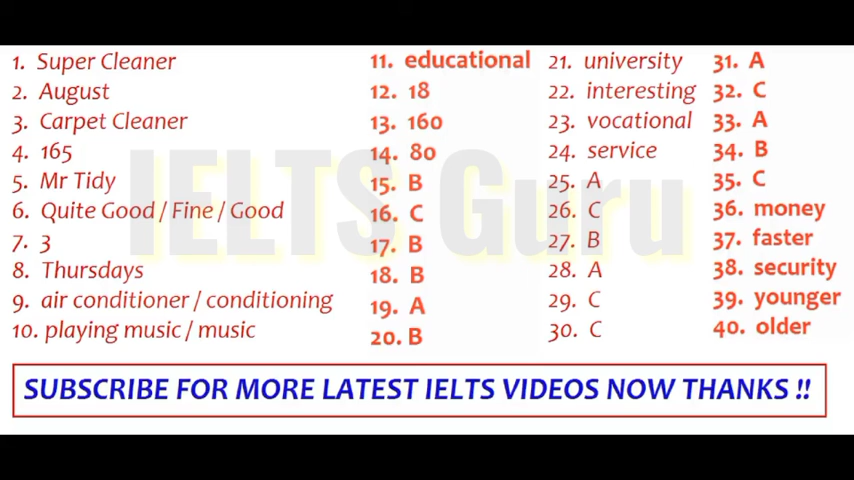 1. Super Cleaner
2. August
3. Carpet Cleaner
4. 165
5. Mr Tidy
6. Quite Good / Fine / Good
7. 3
8. Thursdays
9. air conditioner / conditioning
10. playing music / music
11. educational
12. 18
13. 160
14. 80
15. B
16. C
17. B
18. B
19. A
20. B
21. university
22. interesting
23. vocational
24. service
25. A
26. C
27. B
28. A
29. C
30. C
31. A
32. C
33. A
34. B
35. C
36. money
37. faster
38. security
39. younger
40. older
IELTS Guru
SUBSCRIBE FOR MORE LATEST IELTS VIDEOS NOW THANKS !!